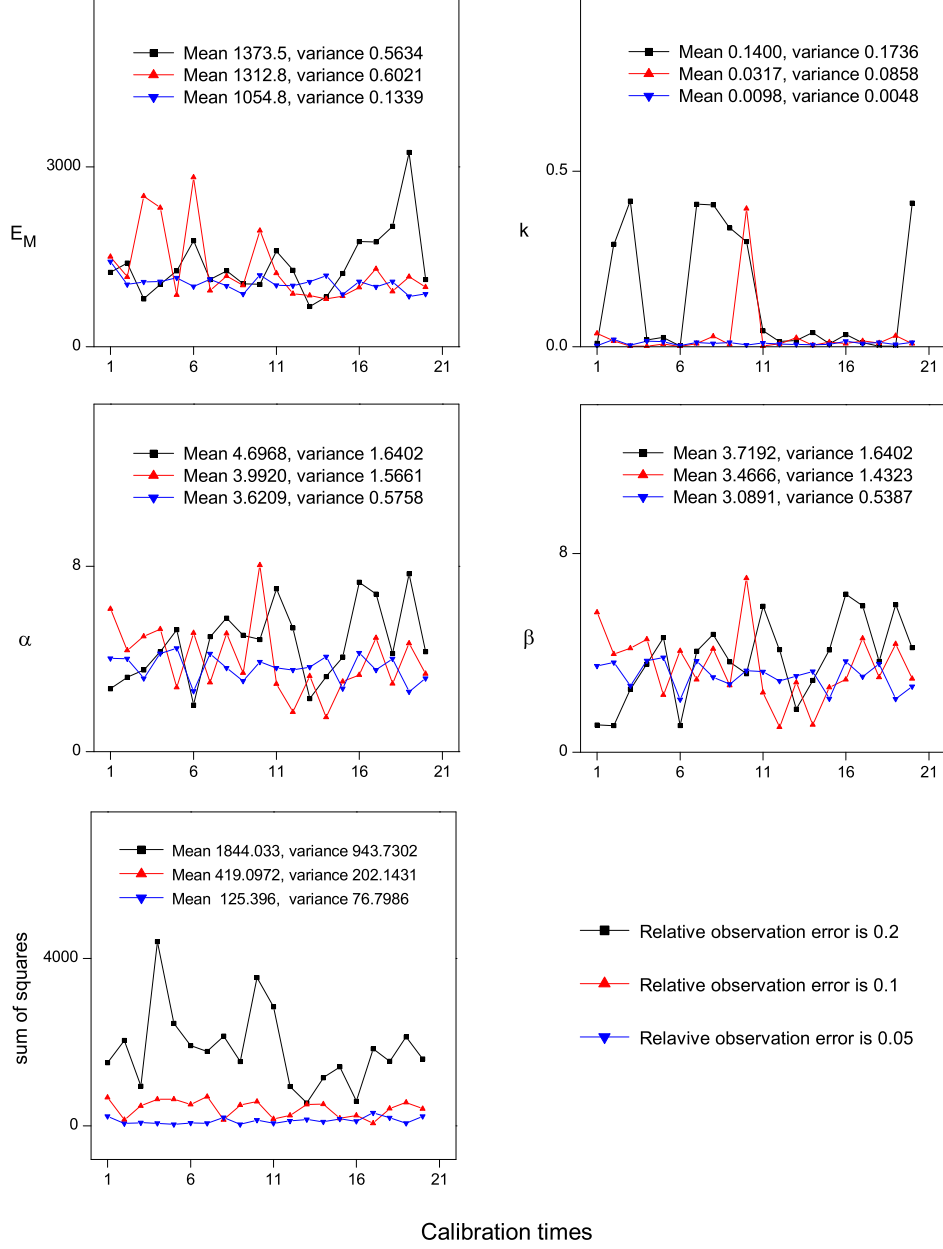 Mean 1373.5, variance 0.5634
Mean 1312.8, variance 0.6021
Mean 1054.8, variance 0.1339
3000
0
E_M
1 6 11 16 21
Mean 0.1400, variance 0.1736
Mean 0.0317, variance 0.0858
Mean 0.0098, variance 0.0048
0.5
0.0
k
1 6 11 16 21
Mean 4.6968, variance 1.6402
Mean 3.9920, variance 1.5661
Mean 3.6209, variance 0.5758
8
0
α
1 6 11 16 21
Mean 3.7192, variance 1.6402
Mean 3.4666, variance 1.4323
Mean 3.0891, variance 0.5387
8
0
β
1 6 11 16 21
Mean 1844.033, variance 943.7302
Mean 419.0972, variance 202.1431
Mean 125.396, variance 76.7986
4000
0
sum of squares
1 6 11 16 21
Relative observation error is 0.2
Relative observation error is 0.1
Relavive observation error is 0.05
Calibration times